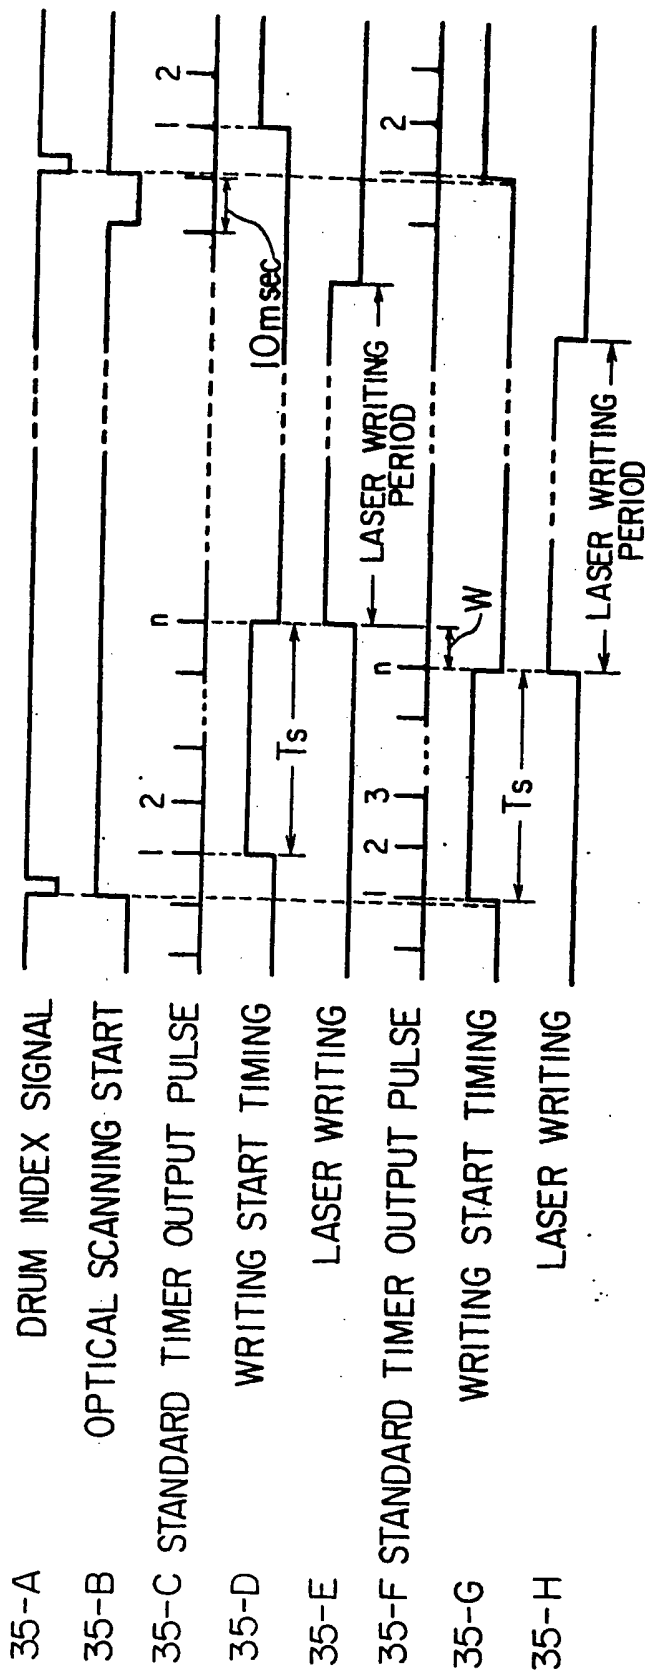 35-A DRUM INDEX SIGNAL
35-B OPTICAL SCANNING START
35-C STANDARD TIMER OUTPUT PULSE
1 2 n 1 2
10msec
35-D WRITING START TIMING
Ts
35-E LASER WRITING
LASER WRITING
PERIOD
35-F STANDARD TIMER OUTPUT PULSE
1 2 3 n 1 2
W
35-G WRITING START TIMING
Ts
35-H LASER WRITING
LASER WRITING
PERIOD